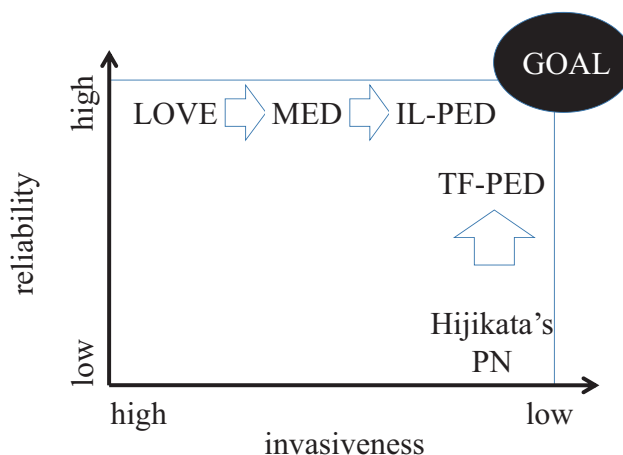 GOAL
high
LOVE
MED
IL-PED
TF-PED
reliability
Hijikata’s
PN
low
high
low
invasiveness